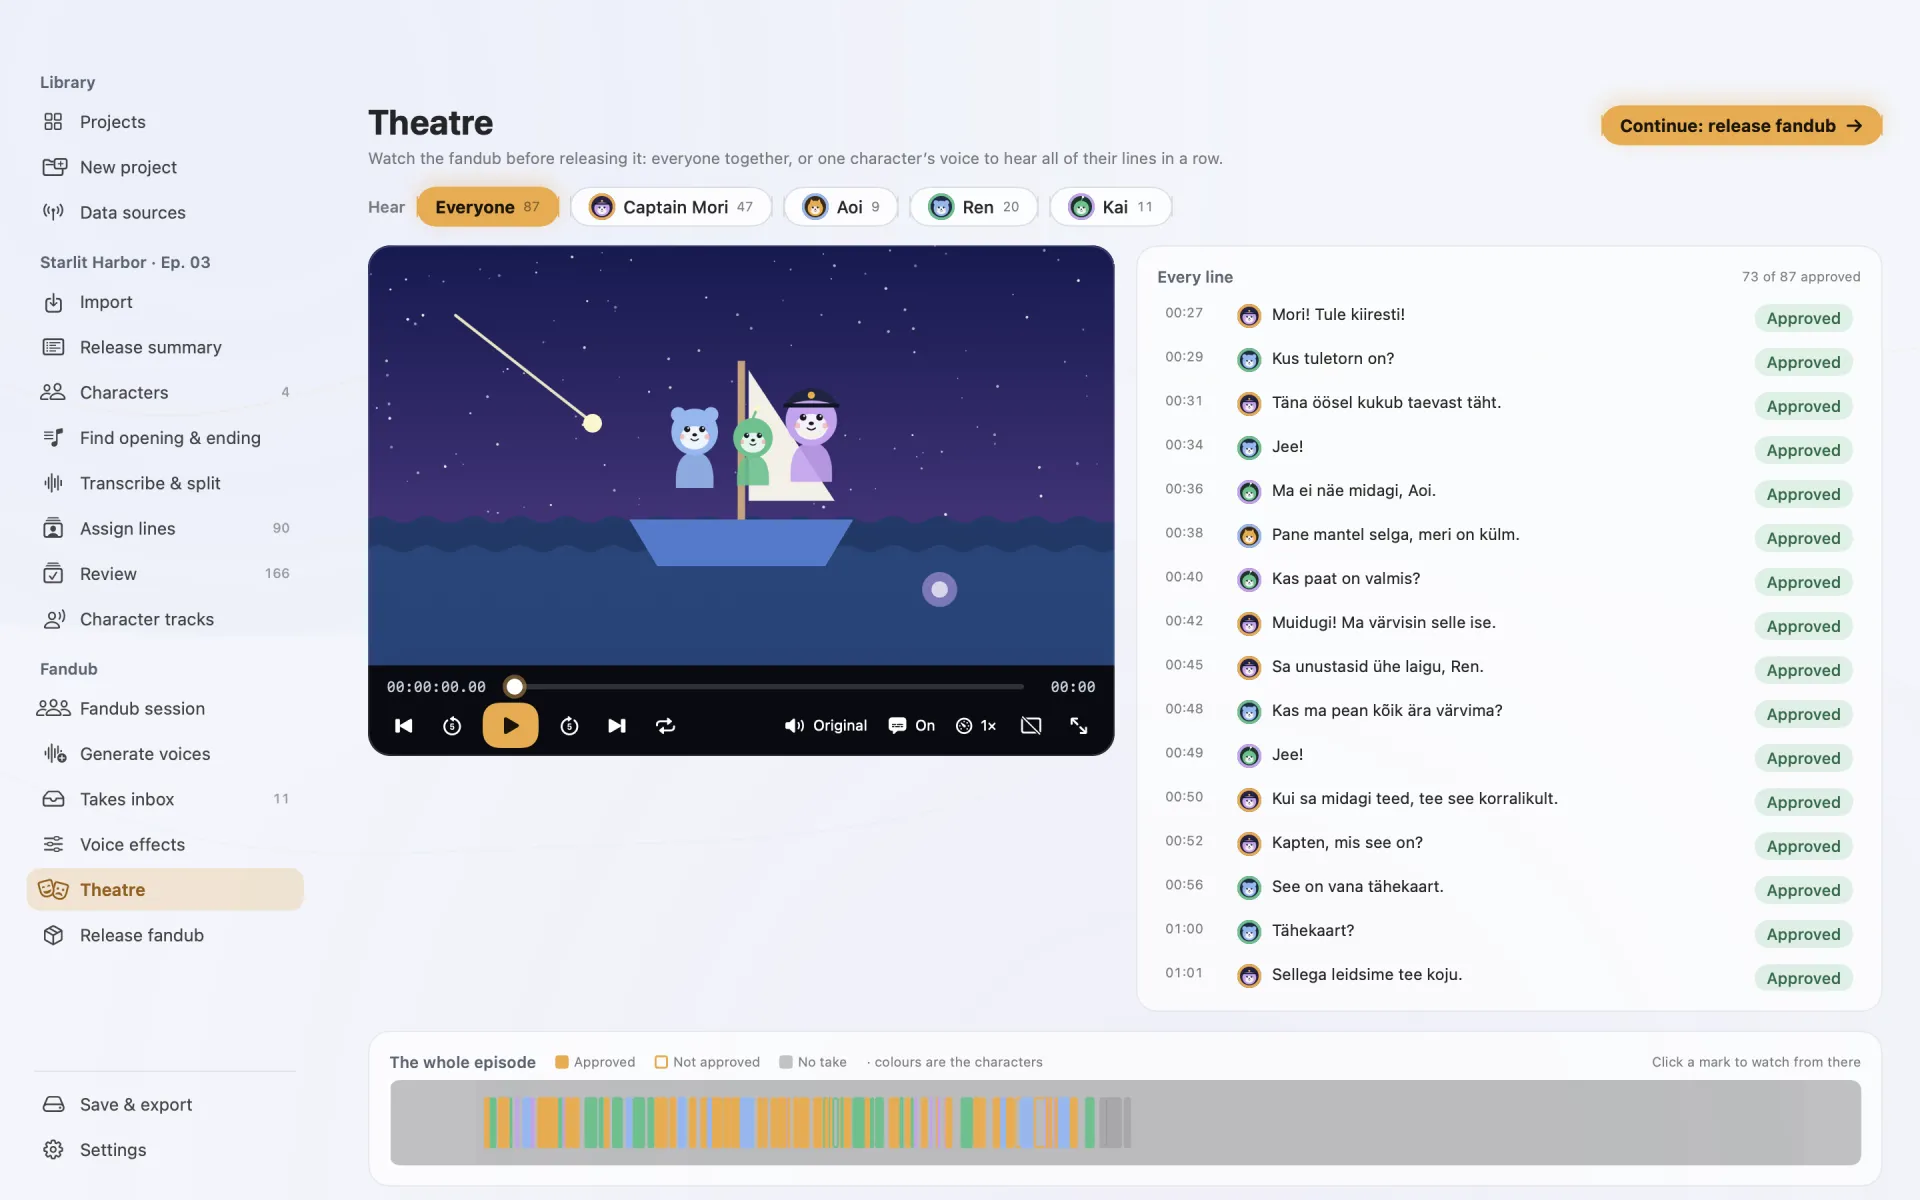 Library
Projects
New project
Data sources
Starlit Harbor · Ep. 03
Import
Release summary
Characters 4
Find opening & ending
Transcribe & split
Assign lines 90
Review 166
Character tracks
Fandub
Fandub session
Generate voices
Takes inbox 11
Voice effects
Theatre
Release fandub
Save & export
Settings
Theatre
Watch the fandub before releasing it: everyone together, or one character’s voice to hear all of their lines in a row.
Continue: release fandub →
Hear Everyone 87 Captain Mori 47 Aoi 9 Ren 20 Kai 11
00:00:00.00 00:00
5 5 Original On 1x
Every line 73 of 87 approved
00:27 Mori! Tule kiiresti! Approved
00:29 Kus tuletorn on? Approved
00:31 Täna öösel kukub taevast täht. Approved
00:34 Jee! Approved
00:36 Ma ei näe midagi, Aoi. Approved
00:38 Pane mantel selga, meri on külm. Approved
00:40 Kas paat on valmis? Approved
00:42 Muidugi! Ma värvisin selle ise. Approved
00:45 Sa unustasid ühe laigu, Ren. Approved
00:48 Kas ma pean kõik ära värvima? Approved
00:49 Jee! Approved
00:50 Kui sa midagi teed, tee see korralikult. Approved
00:52 Kapten, mis see on? Approved
00:56 See on vana tähekaart. Approved
01:00 Tähekaart? Approved
01:01 Sellega leidsime tee koju. Approved
The whole episode Approved Not approved No take · colours are the characters Click a mark to watch from there